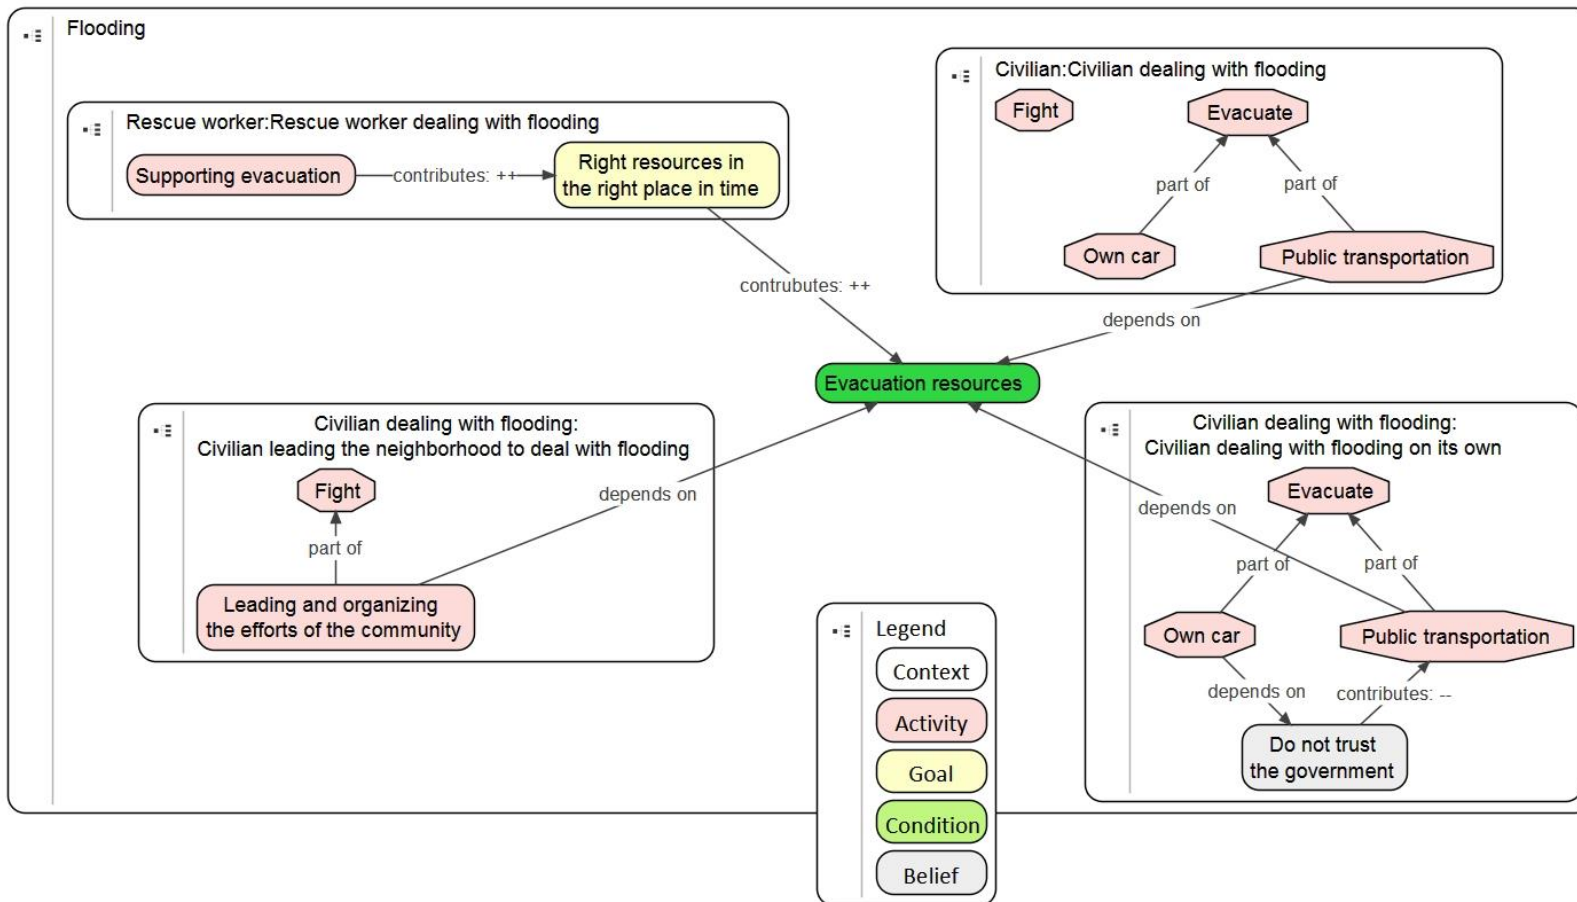 Flooding
Civilian:Civilian dealing with flooding
Fight
Evacuate
part of
part of
Own car
Public transportation
depends on
Rescue worker:Rescue worker dealing with flooding
Supporting evacuation
contributes: ++
Right resources in
the right place in time
contrubutes: ++
Evacuation resources
Civilian dealing with flooding:
Civilian leading the neighborhood to deal with flooding
Fight
part of
depends on
Leading and organizing
the efforts of the community
Civilian dealing with flooding:
Civilian dealing with flooding on its own
Evacuate
depends on
part of
part of
Own car
Public transportation
depends on
contributes: --
Do not trust
the government
Legend
Context
Activity
Goal
Condition
Belief